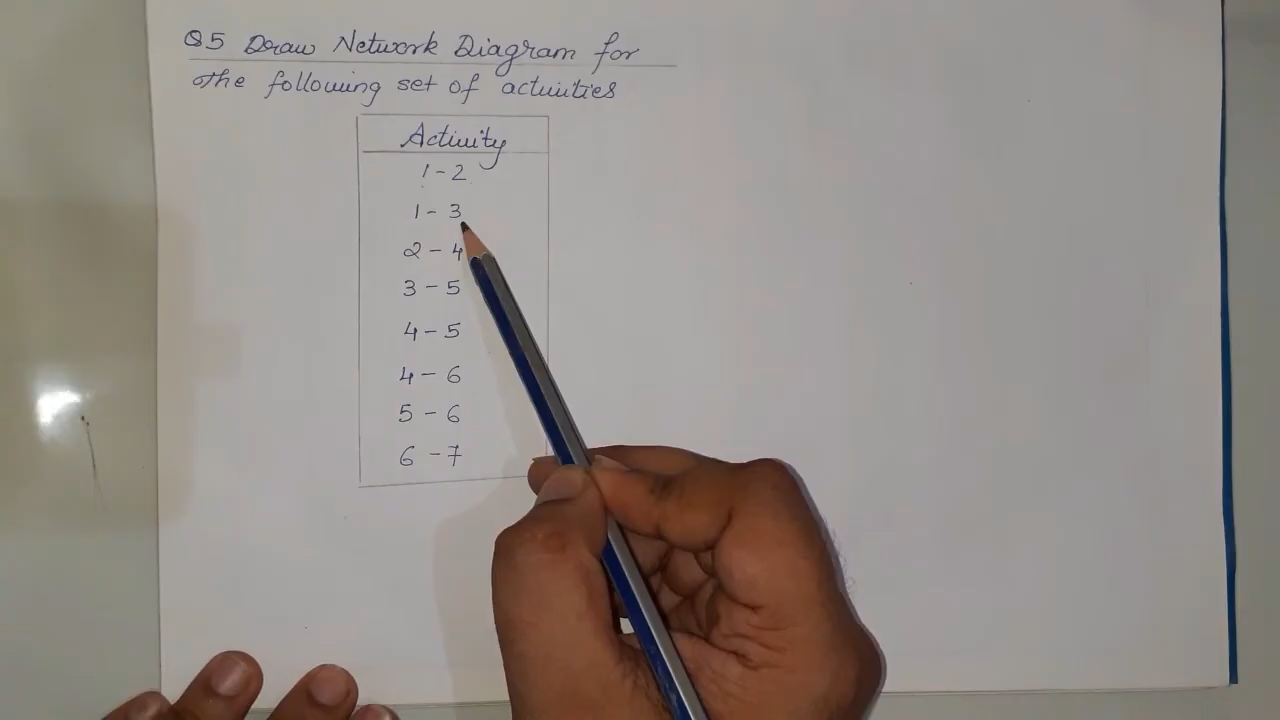 Q5 Draw Network Diagram for
the following set of activities
Activity
1 - 2
1 - 3
2 - 4
3 - 5
4 - 5
4 - 6
5 - 6
6 - 7